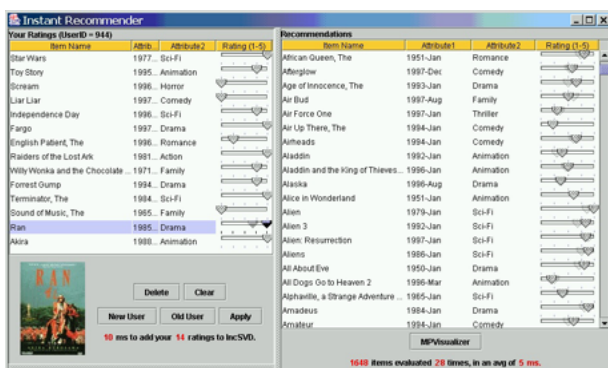 Instant Recommender
Your Ratings (UserID = 944)
Item Name Attrib... Attribute2 Rating (1-5)
Star Wars 1977... Sci-Fi
Toy Story 1995... Animation
Scream 1996... Horror
Liar Liar 1997... Comedy
Independence Day 1996... Sci-Fi
Fargo 1997... Drama
English Patient, The 1996... Romance
Raiders of the Lost Ark 1981... Action
Willy Wonka and the Chocolate ... 1971... Family
Forrest Gump 1994... Drama
Terminator, The 1984... Sci-Fi
Sound of Music, The 1965... Family
Ran 1985... Drama
Akira 1988... Animation
RAN
Delete Clear
New User Old User Apply
10 ms to add your 14 ratings to IncSVD.
Recommendations
Item Name Attribute1 Attribute2 Rating (1-5)
African Queen, The 1951-Jan Romance
Afterglow 1997-Dec Comedy
Age of Innocence, The 1993-Jan Drama
Air Bud 1997-Aug Family
Air Force One 1997-Jan Thriller
Air Up There, The 1994-Jan Comedy
Airheads 1994-Jan Comedy
Aladdin 1992-Jan Animation
Aladdin and the King of Thieves... 1996-Jan Animation
Alaska 1996-Aug Drama
Alice in Wonderland 1951-Jan Animation
Alien 1979-Jan Sci-Fi
Alien 3 1992-Jan Sci-Fi
Alien: Resurrection 1997-Jan Sci-Fi
Aliens 1986-Jan Sci-Fi
All About Eve 1950-Jan Drama
All Dogs Go to Heaven 2 1996-Mar Animation
Alphaville, a Strange Adventure ... 1965-Jan Sci-Fi
Amadeus 1984-Jan Drama
Amateur 1994-Jan Comedy
MPVisualizer
1648 items evaluated 28 times, in an avg of 5 ms.